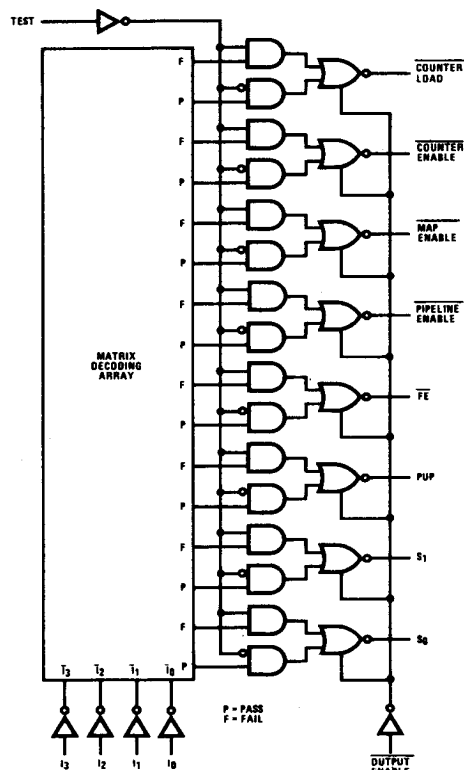 TEST
F
P
COUNTER
LOAD
F
P
COUNTER
ENABLE
F
P
MAP
ENABLE
F
P
PIPELINE
ENABLE
MATRIX
DECODING
ARRAY
F
P
FE
F
P
PUP
F
P
S1
F
P
S0
I3 I2 I1 I0
P = PASS
F = FAIL
I3 I2 I1 I0
OUTPUT
ENABLE